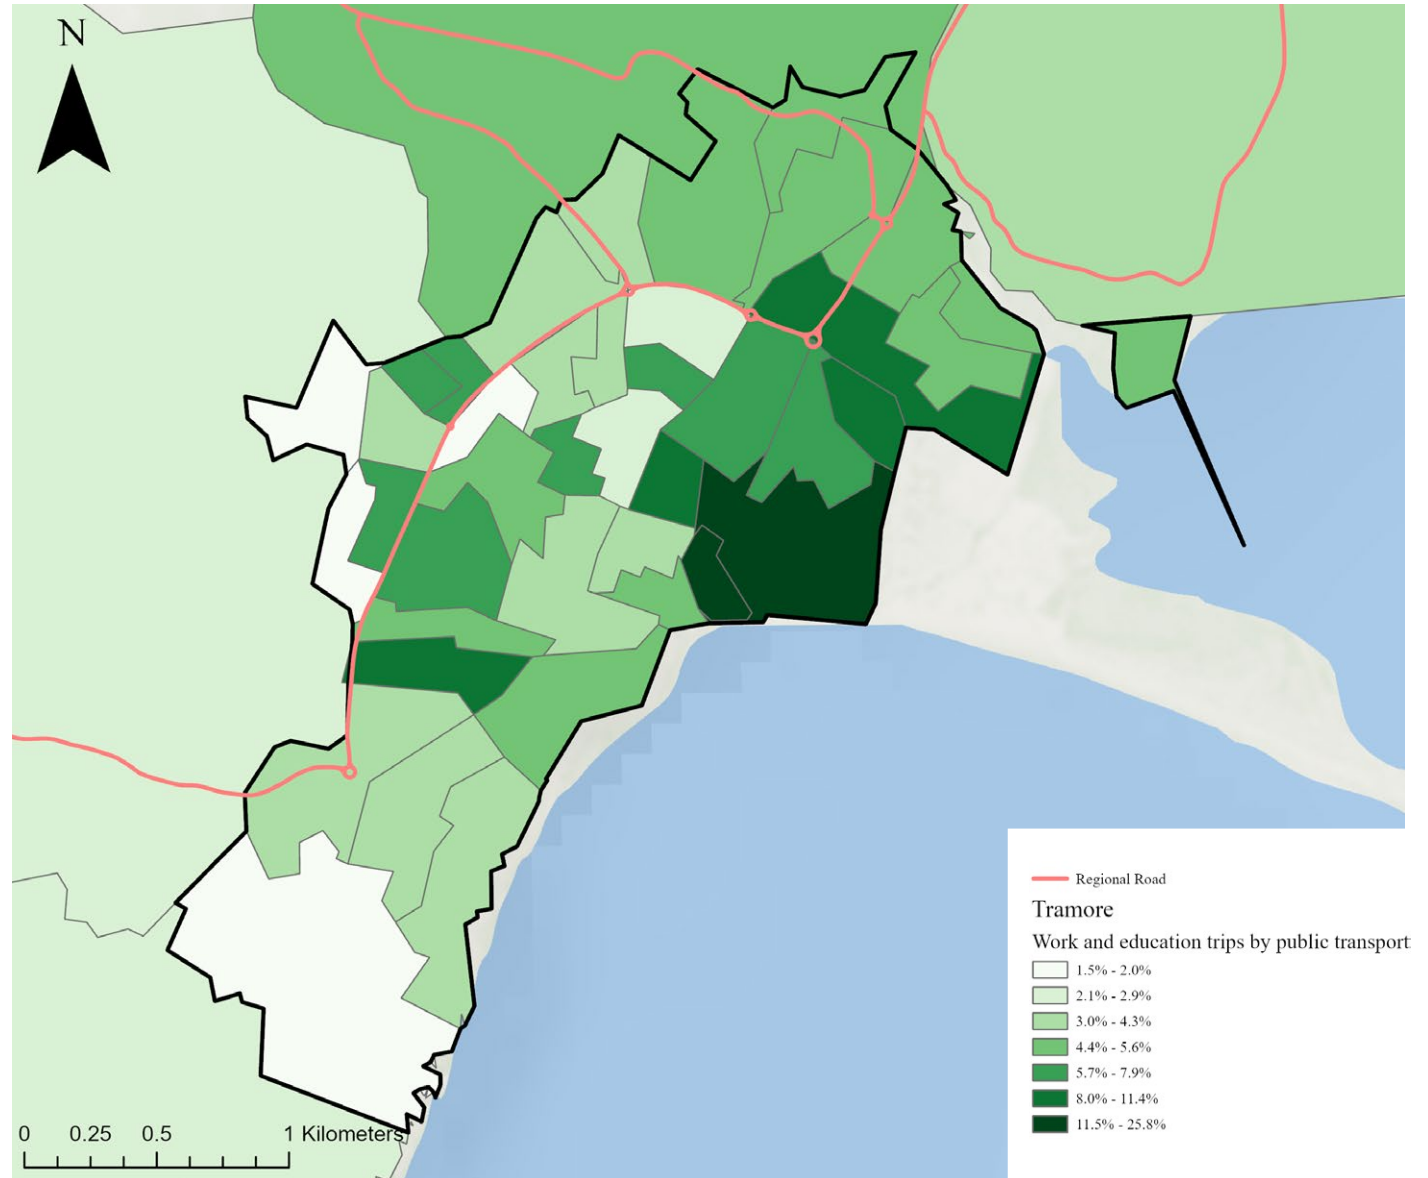 N
0 0.25 0.5 1 Kilometers
Regional Road
Tramore
Work and education trips by public transport
1.5% - 2.0%
2.1% - 2.9%
3.0% - 4.3%
4.4% - 5.6%
5.7% - 7.9%
8.0% - 11.4%
11.5% - 25.8%